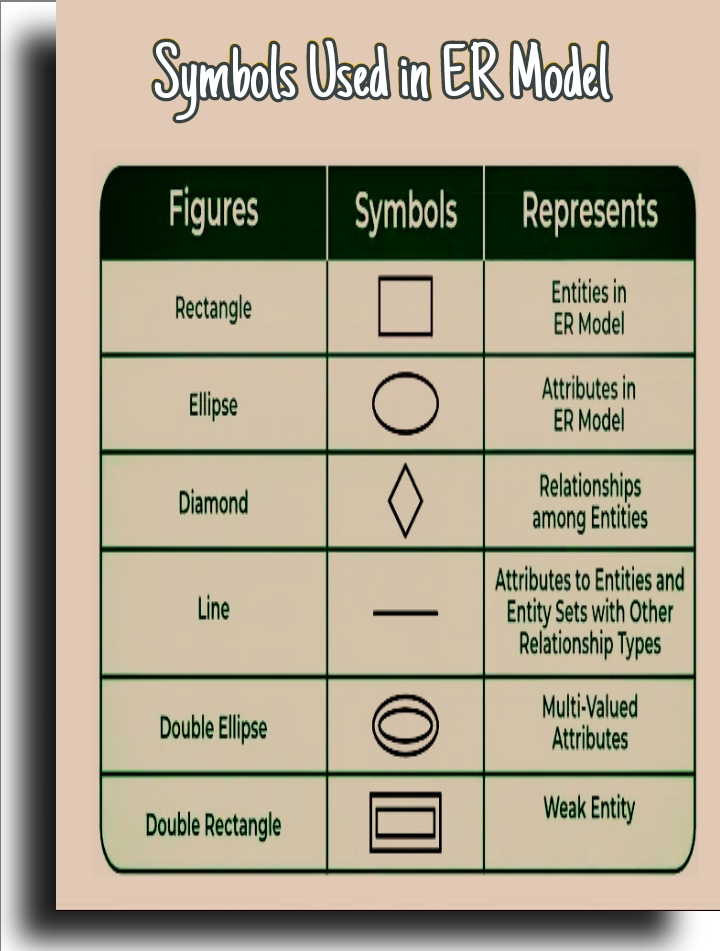 Symbols Used in ER Model
Figures Symbols Represents
Rectangle
Entities in
ER Model
Ellipse
Attributes in
ER Model
Diamond
Relationships
among Entities
Line
Attributes to Entities and
Entity Sets with Other
Relationship Types
Double Ellipse
Multi-Valued
Attributes
Double Rectangle
Weak Entity